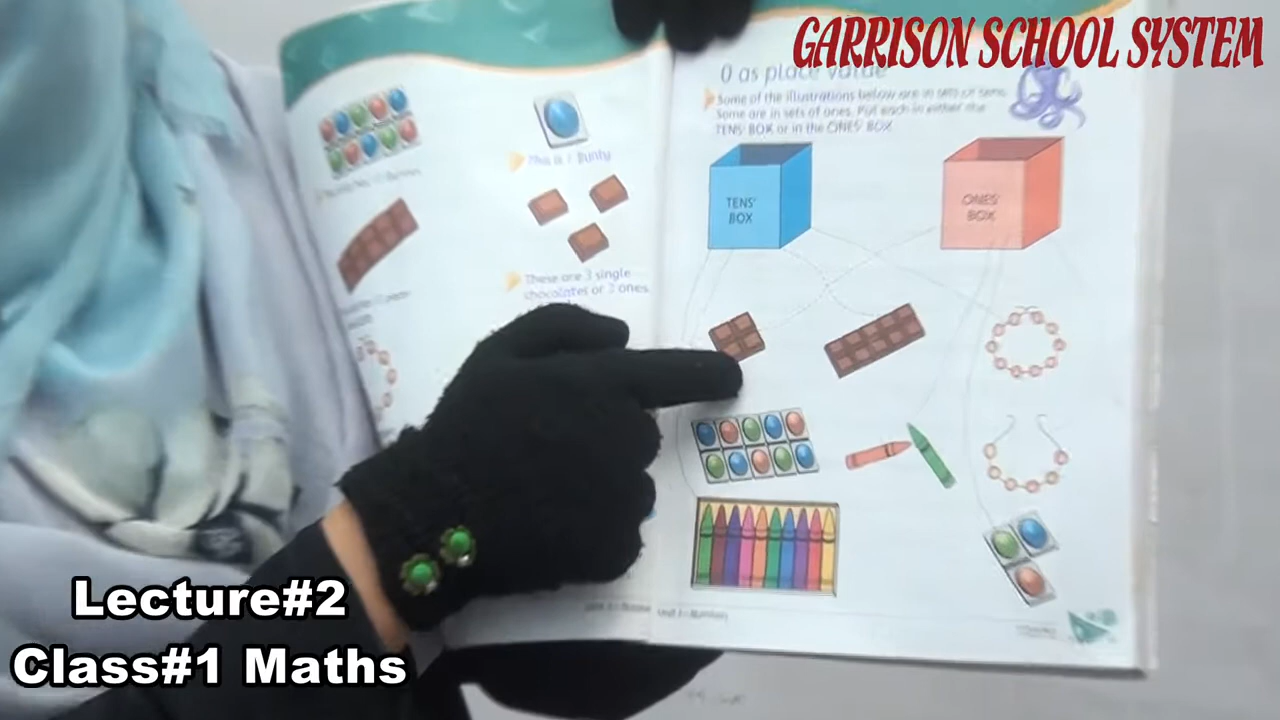 GARRISON SCHOOL SYSTEM
0 as place value
Some of the illustrations below are in sets of tens.
Some are in sets of ones. Put each in either the
TENS' BOX or in the ONES' BOX
TENS'
BOX
ONES'
BOX
This is 1 Bunty
These are 3 single
chocolates or 3 ones
Lecture#2
Class#1 Maths